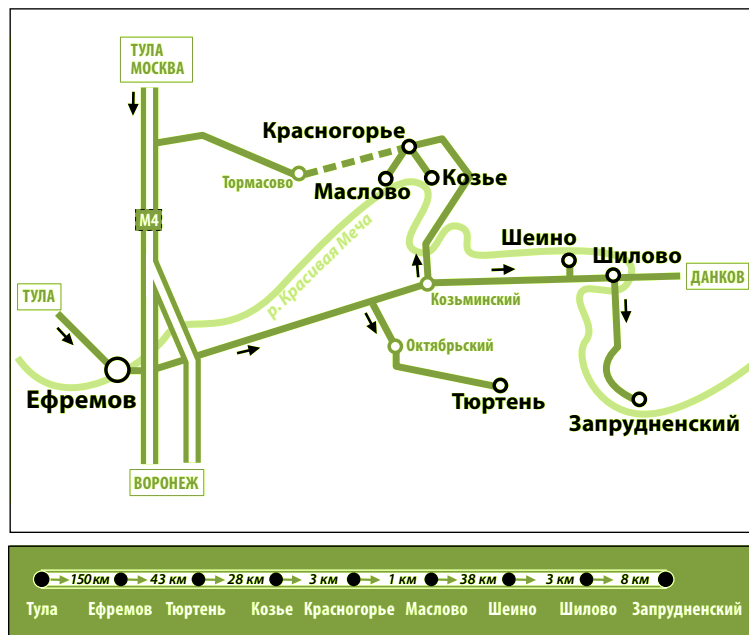 ТУЛА
МОСКВА
Красногорье
Тормасово
Маслово
Козье
М4
р. Красивая Меча
Шеино
Шилово
ДАНКОВ
ТУЛА
Козьминский
Октябрьский
Ефремов
Тюртень
Запрудненский
ВОРОНЕЖ
150 км 43 км 28 км 3 км 1 км 38 км 3 км 8 км
Тула Ефремов Тюртень Козье Красногорье Маслово Шеино Шилово Запрудненский